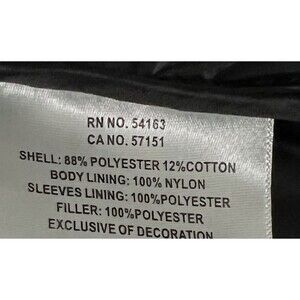 RN NO. 54163
CA NO. 57151
SHELL: 88% POLYESTER 12%COTTON
BODY LINING: 100% NYLON
SLEEVES LINING: 100%POLYESTER
FILLER: 100%POLYESTER
EXCLUSIVE OF DECORATION